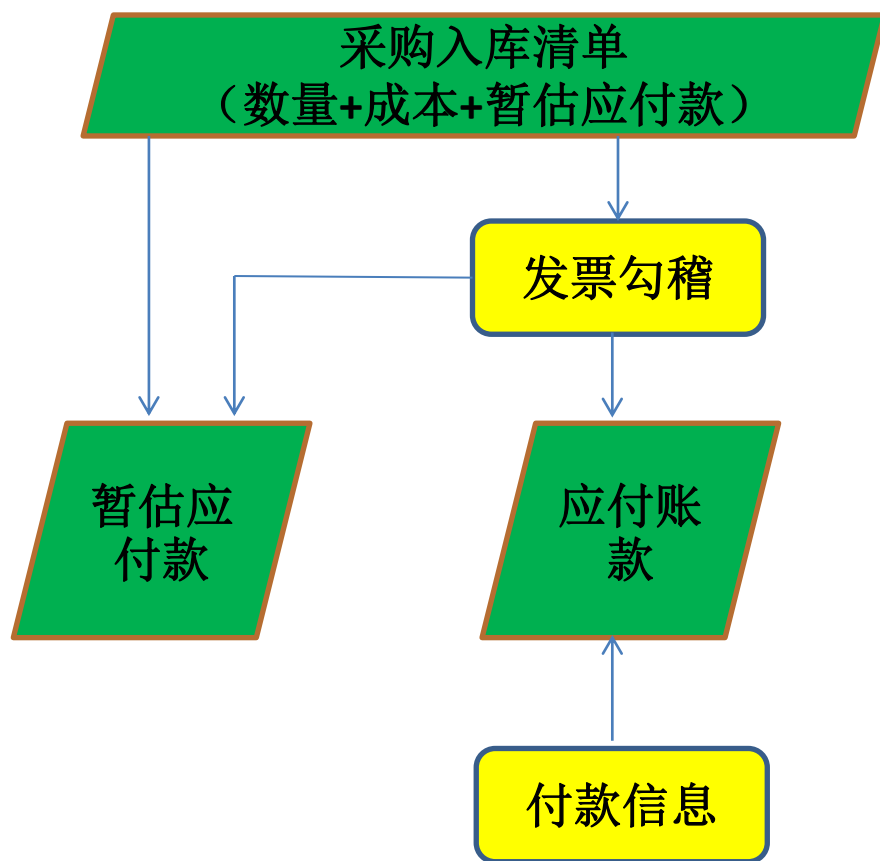 采购入库清单
（数量+成本+暂估应付款）
发票勾稽
暂估应
付款
应付账
款
付款信息